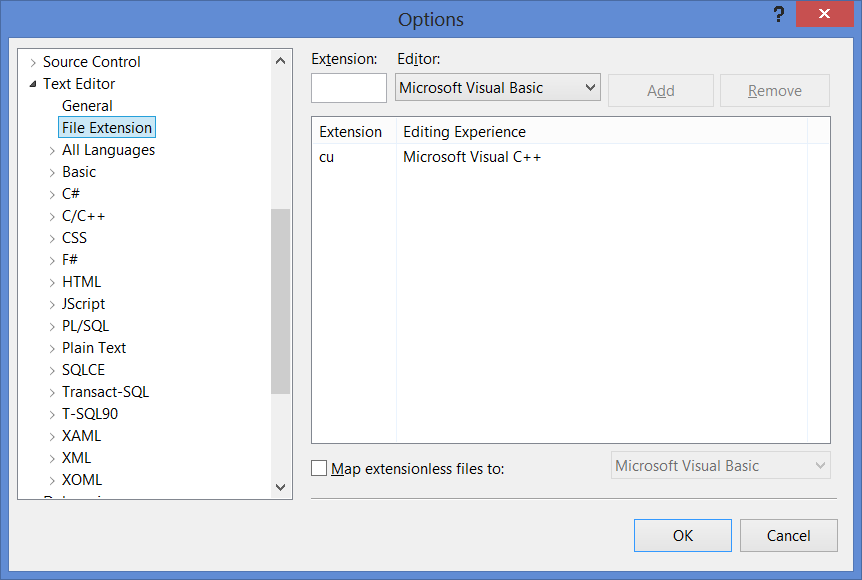 Options
?
Source Control
Text Editor
General
File Extension
All Languages
Basic
C#
C/C++
CSS
F#
HTML
JScript
PL/SQL
Plain Text
SQLCE
Transact-SQL
T-SQL90
XAML
XML
XOML
Extension: Editor:
Microsoft Visual Basic Add Remove
Extension Editing Experience
cu Microsoft Visual C++
Map extensionless files to: Microsoft Visual Basic
OK Cancel